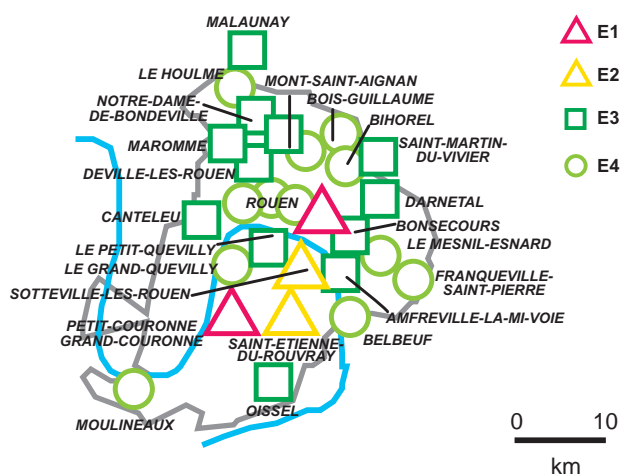 MALAUNAY
E1
LE HOULME
MONT-SAINT-AIGNAN
E2
NOTRE-DAME-
DE-BONDEVILLE
BOIS-GUILLAUME
BIHOREL
E3
MAROMME
SAINT-MARTIN-
DU-VIVIER
E4
DEVILLE-LES-ROUEN
ROUEN
DARNETAL
CANTELEU
BONSECOURS
LE PETIT-QUEVILLY
LE MESNIL-ESNARD
LE GRAND-QUEVILLY
SOTTEVILLE-LES-ROUEN
FRANQUEVILLE-
SAINT-PIERRE
PETIT-COURONNE
GRAND-COURONNE
AMFREVILLE-LA-MI-VOIE
SAINT-ETIENNE-
DU-ROUVRAY
BELBEUF
MOULINEAUX
OISSEL
0 10
km